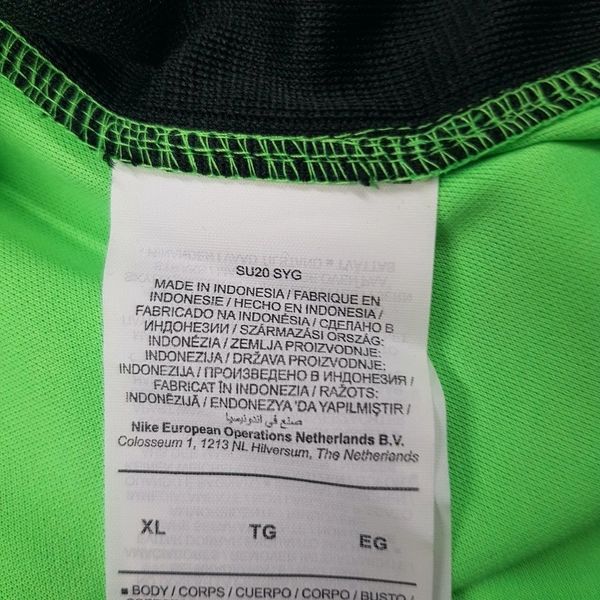 SU20 SYG
MADE IN INDONESIA / FABRIQUE EN
INDONESIE / HECHO EN INDONESIA /
FABRICADO NA INDONÉSIA / СДЕЛАНО В
ИНДОНЕЗИИ / SZÁRMAZÁSI ORSZÁG:
INDONÉZIA / ZEMLJA PROIZVODNJE:
INDONEZIJA / DRŽAVA PROIZVODNJE:
INDONEZIJA / ПРОИЗВЕДЕНО В ИНДОНЕЗИЯ /
FABRICAT ÎN INDONEZIA / RAŽOTS:
INDONĒZIJĀ / ENDONEZYA 'DA YAPILMIŞTIR /
صنع في اندونيسيا
Nike European Operations Netherlands B.V.
Colosseum 1, 1213 NL Hilversum, The Netherlands
XL TG EG
■ BODY / CORPS / CUERPO / CORPO / BUSTO /